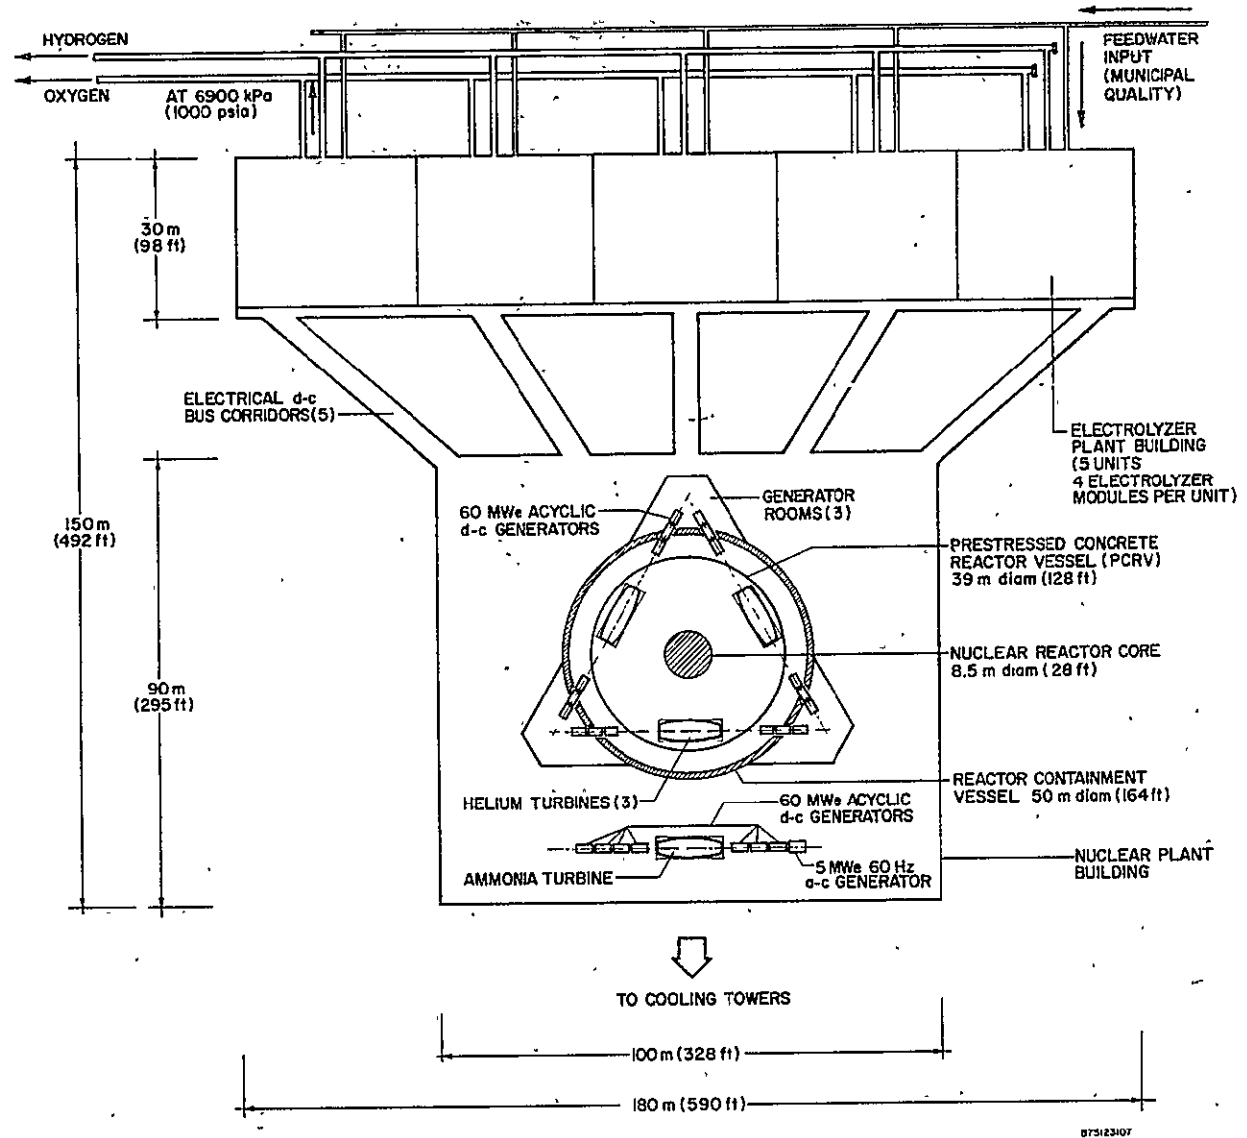 HYDROGEN
OXYGEN
AT 6900 kPa
(1000 psia)
FEEDWATER
INPUT
(MUNICIPAL
QUALITY)
30 m
(98 ft)
ELECTRICAL d-c
BUS CORRIDORS(5)
ELECTROLYZER
PLANT BUILDING
(5 UNITS
4 ELECTROLYZER
MODULES PER UNIT)
150 m
(492 ft)
60 MWe ACYCLIC
d-c GENERATORS
GENERATOR
ROOMS (3)
PRESTRESSED CONCRETE
REACTOR VESSEL (PCRV)
39 m diam (128 ft)
NUCLEAR REACTOR CORE
8.5 m diam (28 ft)
90 m
(295 ft)
HELIUM TURBINES (3)
REACTOR CONTAINMENT
VESSEL 50 m diam (164 ft)
60 MWe ACYCLIC
d-c GENERATORS
AMMONIA TURBINE
5 MWe 60 Hz
a-c GENERATOR
NUCLEAR PLANT
BUILDING
TO COOLING TOWERS
100 m (328 ft)
180 m (590 ft)
875123107